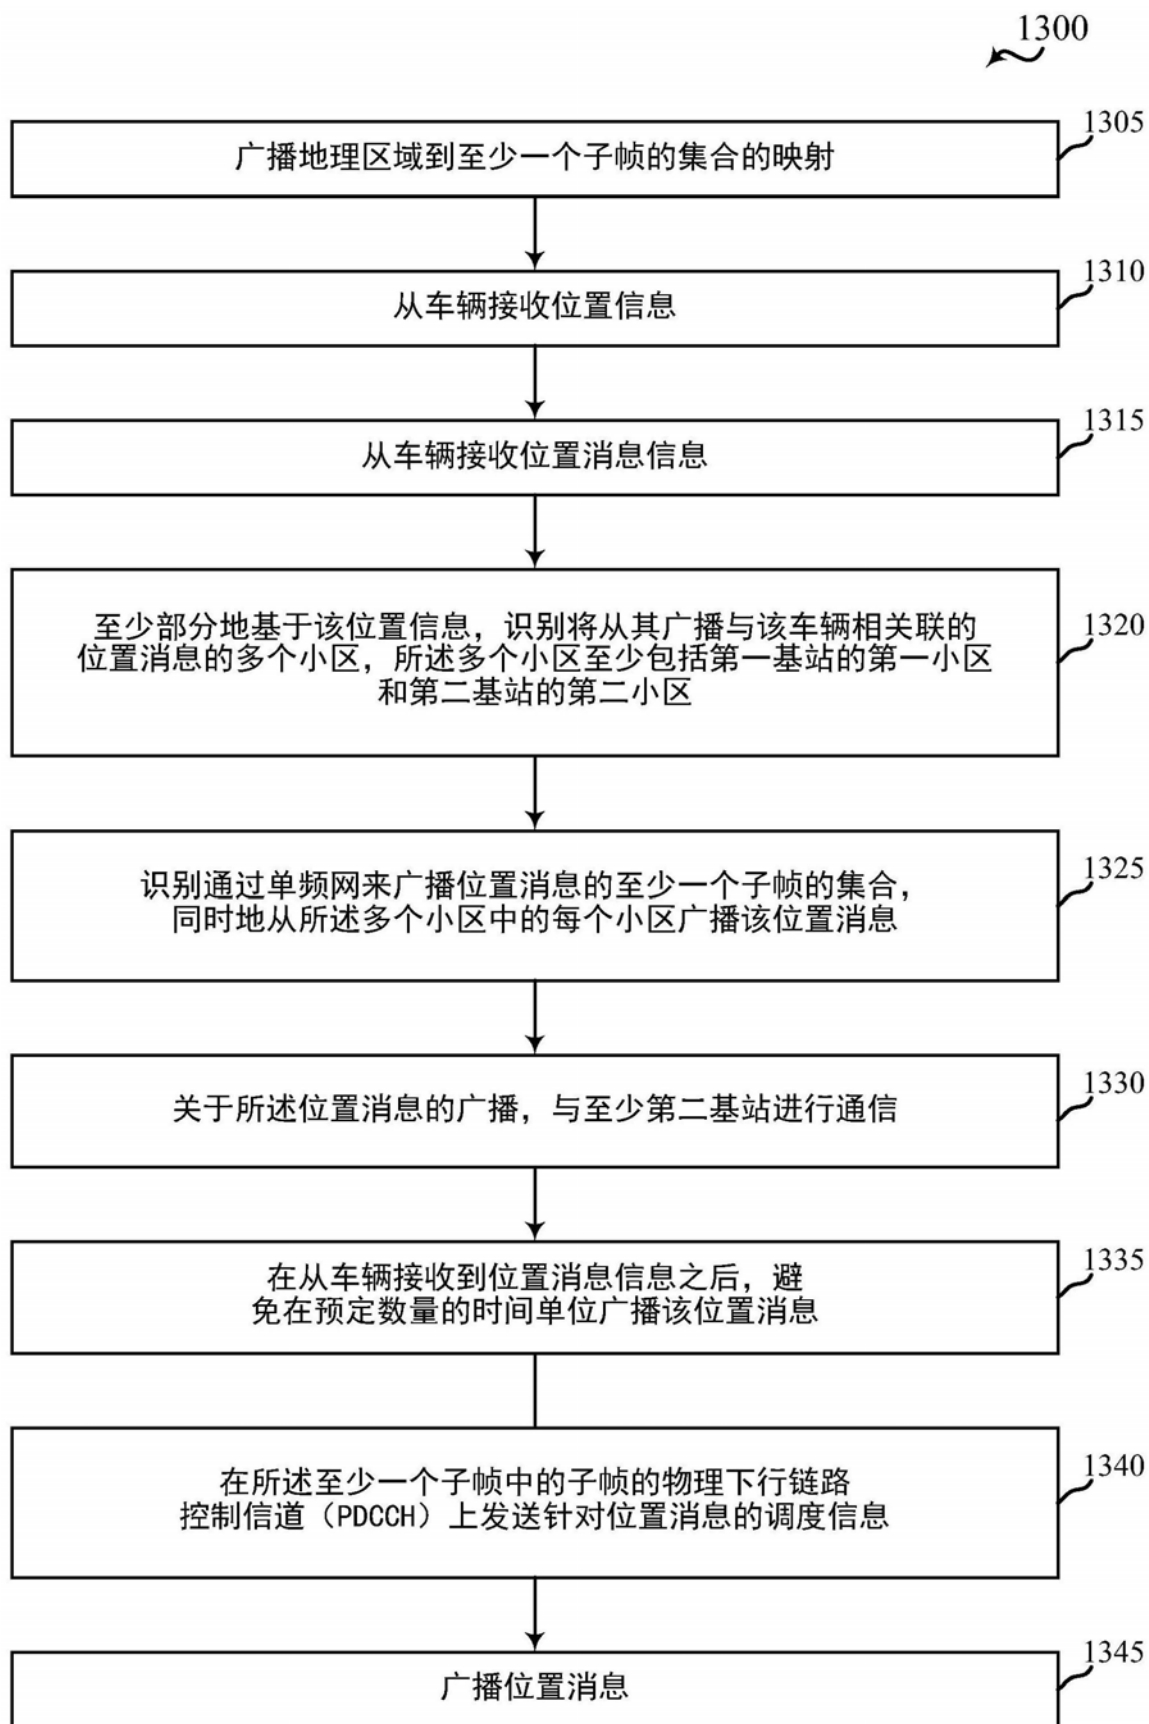 1300
1305
广播地理区域到至少一个子帧的集合的映射
1310
从车辆接收位置信息
1315
从车辆接收位置消息信息
1320
至少部分地基于该位置信息，识别将从其广播与该车辆相关联的
位置消息的多个小区，所述多个小区至少包括第一基站的第一小区
和第二基站的第二小区
1325
识别通过单频网来广播位置消息的至少一个子帧的集合，
同时地从所述多个小区中的每个小区广播该位置消息
1330
关于所述位置消息的广播，与至少第二基站进行通信
1335
在从车辆接收到位置消息信息之后，避
免在预定数量的时间单位广播该位置消息
1340
在所述至少一个子帧中的子帧的物理下行链路
控制信道（PDCCH）上发送针对位置消息的调度信息
1345
广播位置消息